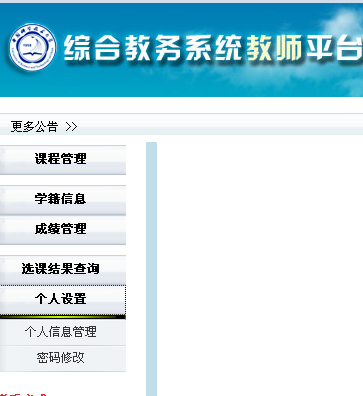 综合教务系统教师平台
更多公告 >>
课程管理
学籍信息
成绩管理
选课结果查询
个人设置
个人信息管理
密码修改